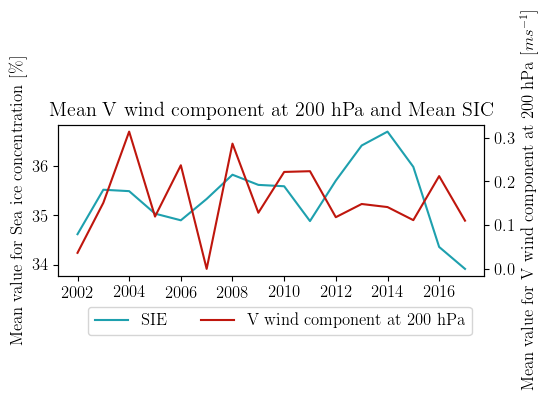 Mean V wind component at 200 hPa and Mean SIC
Mean value for Sea ice concentration [%]
36
35
34
Mean value for V wind component at 200 hPa [ms⁻¹]
0.3
0.2
0.1
0.0
2002 2004 2006 2008 2010 2012 2014 2016
SIE V wind component at 200 hPa